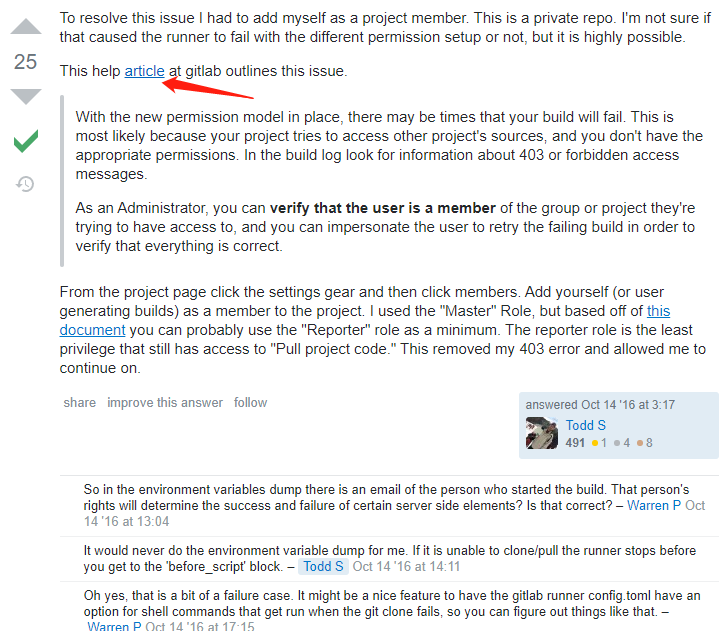 To resolve this issue I had to add myself as a project member. This is a private repo. I'm not sure if
that caused the runner to fail with the different permission setup or not, but it is highly possible.
25
This help article at gitlab outlines this issue.
With the new permission model in place, there may be times that your build will fail. This is
most likely because your project tries to access other project's sources, and you don't have the
appropriate permissions. In the build log look for information about 403 or forbidden access
messages.
As an Administrator, you can verify that the user is a member of the group or project they're
trying to have access to, and you can impersonate the user to retry the failing build in order to
verify that everything is correct.
From the project page click the settings gear and then click members. Add yourself (or user
generating builds) as a member to the project. I used the "Master" Role, but based off of this
document you can probably use the "Reporter" role as a minimum. The reporter role is the least
privilege that still has access to "Pull project code." This removed my 403 error and allowed me to
continue on.
share improve this answer follow
answered Oct 14 '16 at 3:17
Todd S
491 1 4 8
So in the environment variables dump there is an email of the person who started the build. That person's
rights will determine the success and failure of certain server side elements? Is that correct? – Warren P Oct
14 '16 at 13:04
It would never do the environment variable dump for me. If it is unable to clone/pull the runner stops before
you get to the 'before_script' block. – Todd S Oct 14 '16 at 14:11
Oh yes, that is a bit of a failure case. It might be a nice feature to have the gitlab runner config.toml have an
option for shell commands that get run when the git clone fails, so you can figure out things like that. –
Warren P Oct 14 '16 at 17:15